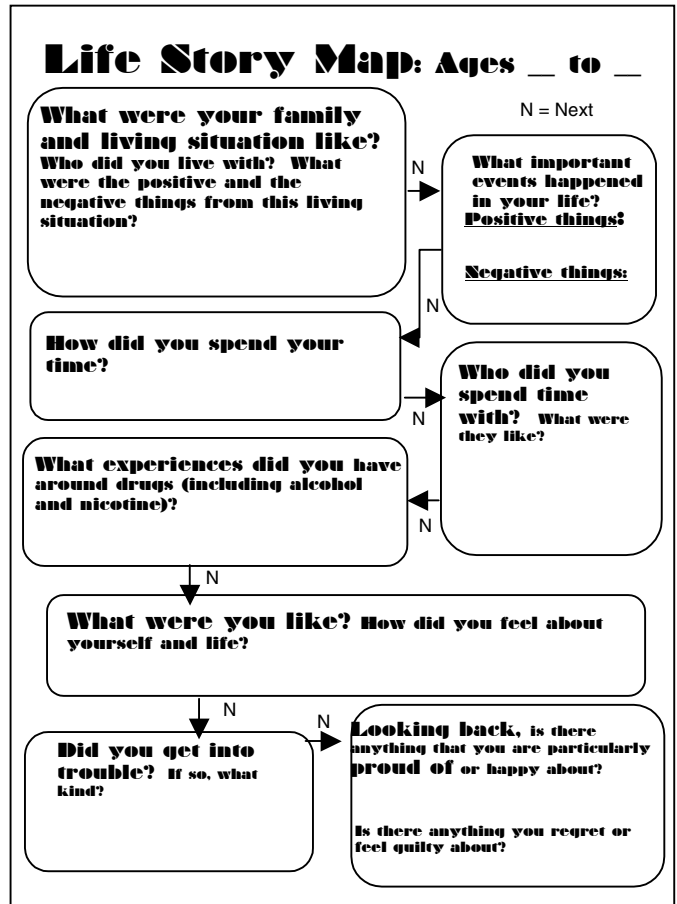 Life Story Map: Ages __ to __
N = Next
What were your family
and living situation like?
Who did you live with? What
were the positive and the
negative things from this living
situation?
N
What important
events happened
in your life?
Positive things:
Negative things:
N
How did you spend your
time?
N
Who did you
spend time
with? What were
they like?
N
What experiences did you have
around drugs (including alcohol
and nicotine)?
N
What were you like? How did you feel about
yourself and life?
N
Did you get into
trouble? If so, what
kind?
N
Looking back, is there
anything that you are particularly
proud of or happy about?
Is there anything you regret or
feel guilty about?